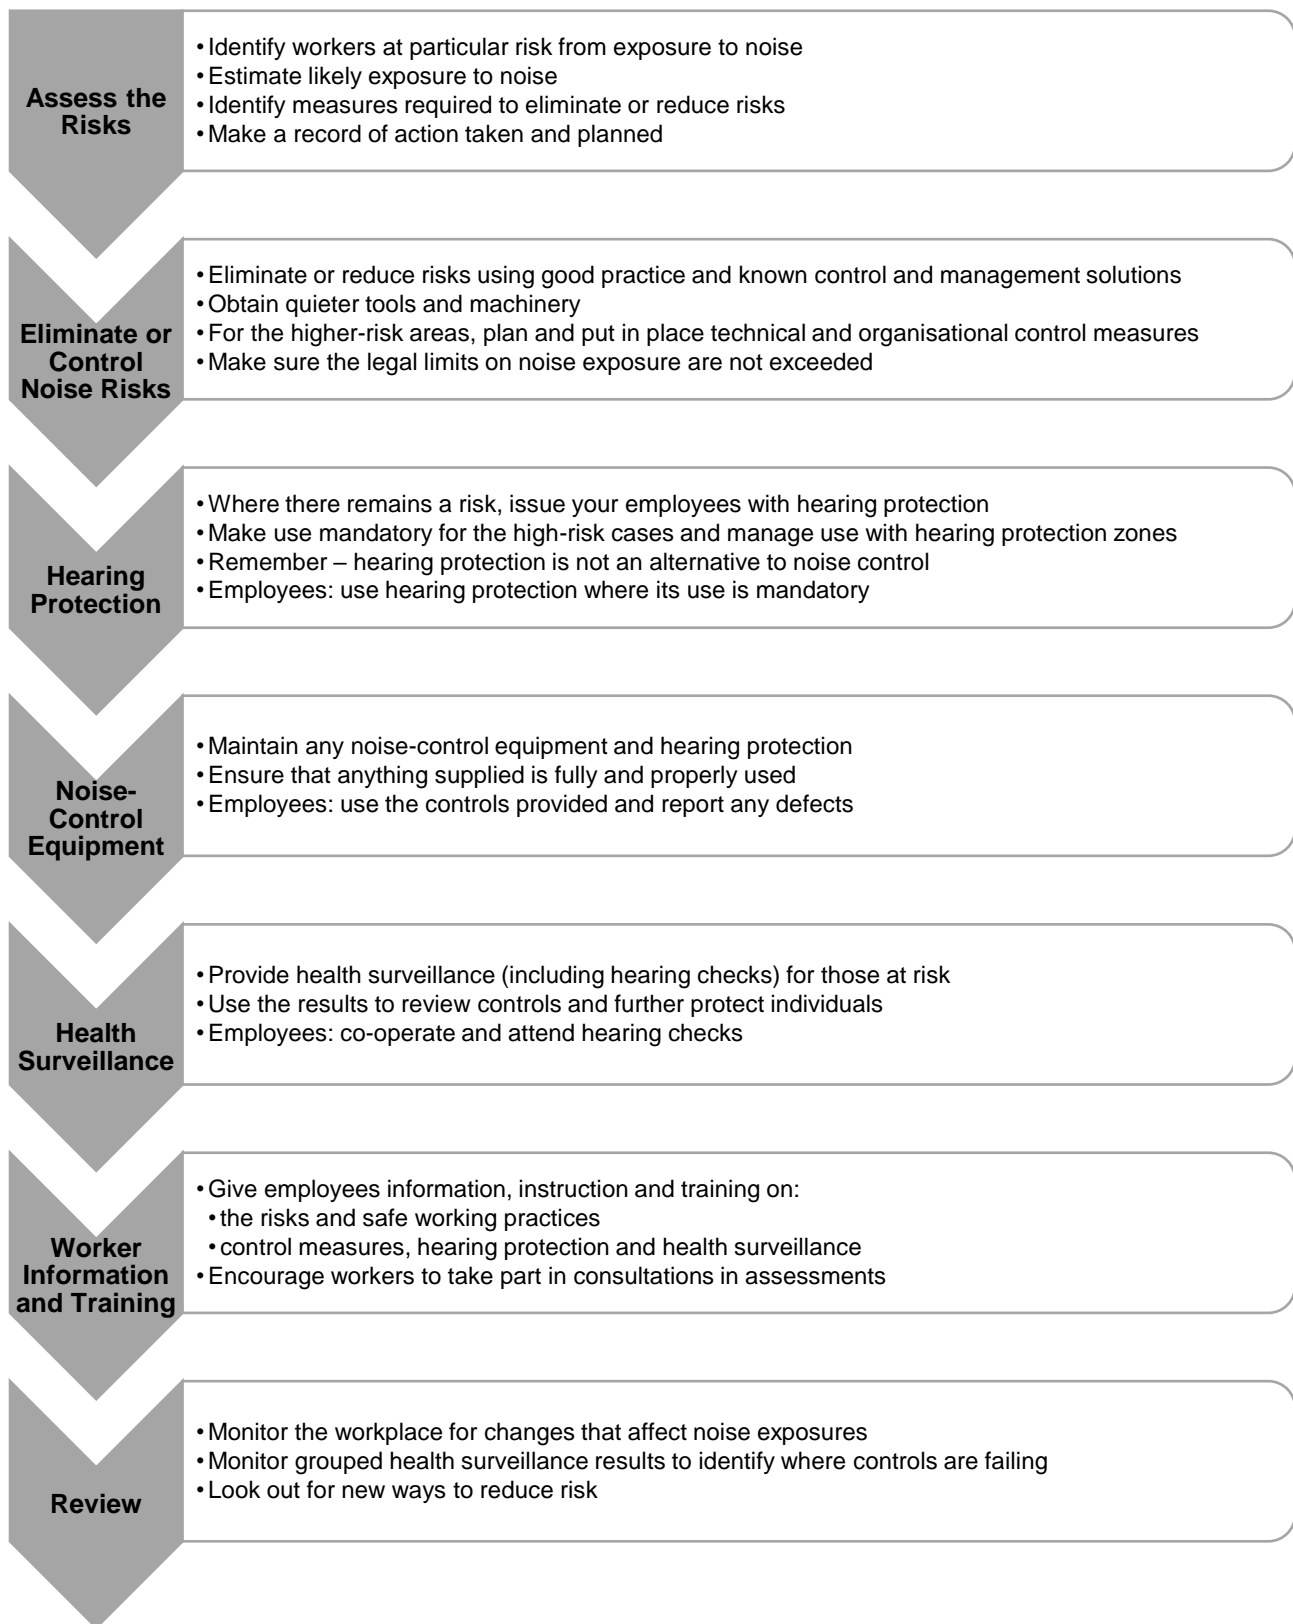 Assess the
Risks
• Identify workers at particular risk from exposure to noise
• Estimate likely exposure to noise
• Identify measures required to eliminate or reduce risks
• Make a record of action taken and planned
Eliminate or
Control
Noise Risks
• Eliminate or reduce risks using good practice and known control and management solutions
• Obtain quieter tools and machinery
• For the higher-risk areas, plan and put in place technical and organisational control measures
• Make sure the legal limits on noise exposure are not exceeded
Hearing
Protection
• Where there remains a risk, issue your employees with hearing protection
• Make use mandatory for the high-risk cases and manage use with hearing protection zones
• Remember – hearing protection is not an alternative to noise control
• Employees: use hearing protection where its use is mandatory
Noise-
Control
Equipment
• Maintain any noise-control equipment and hearing protection
• Ensure that anything supplied is fully and properly used
• Employees: use the controls provided and report any defects
Health
Surveillance
• Provide health surveillance (including hearing checks) for those at risk
• Use the results to review controls and further protect individuals
• Employees: co-operate and attend hearing checks
Worker
Information
and Training
• Give employees information, instruction and training on:
• the risks and safe working practices
• control measures, hearing protection and health surveillance
• Encourage workers to take part in consultations in assessments
Review
• Monitor the workplace for changes that affect noise exposures
• Monitor grouped health surveillance results to identify where controls are failing
• Look out for new ways to reduce risk